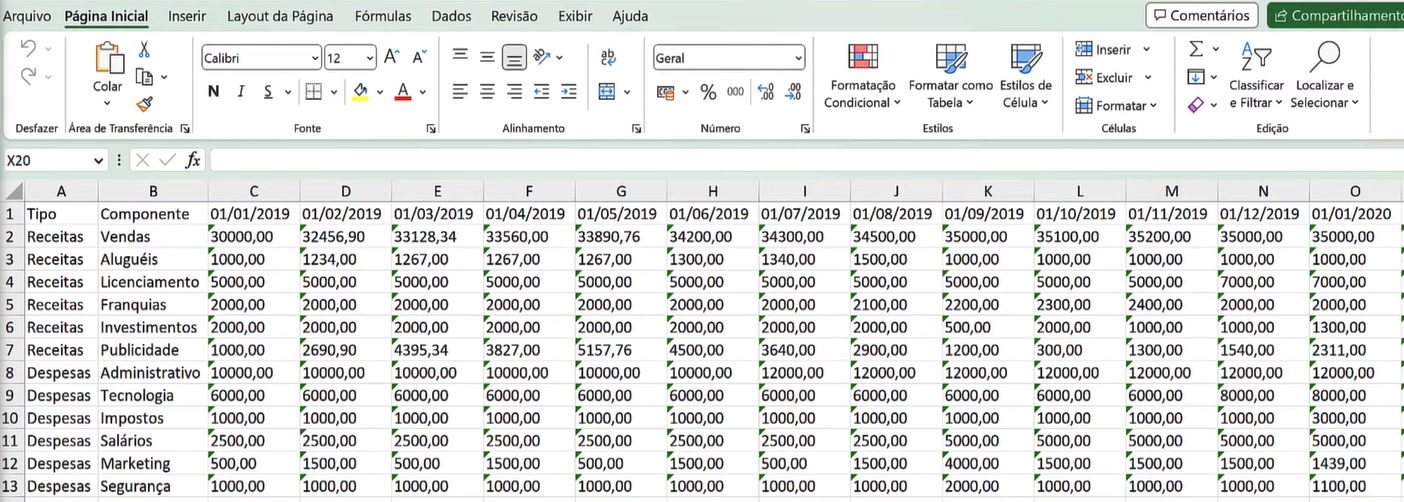 Arquivo Página Inicial Inserir Layout da Página Fórmulas Dados Revisão Exibir Ajuda Comentários Compartilhamento
Calibri 12 ab Geral Inserir
Colar Formatação Condicional Formatar como Tabela Estilos de Célula Excluir Classificar e Filtrar Localizar e Selecionar
N I S A % 000 Formatar
Desfazer Área de Transferência Fonte Alinhamento Número Estilos Células Edição
X20 fx
A B C D E F G H I J K L M N O
1 Tipo Componente 01/01/2019 01/02/2019 01/03/2019 01/04/2019 01/05/2019 01/06/2019 01/07/2019 01/08/2019 01/09/2019 01/10/2019 01/11/2019 01/12/2019 01/01/2020
2 Receitas Vendas 30000,00 32456,90 33128,34 33560,00 33890,76 34200,00 34300,00 34500,00 35000,00 35100,00 35200,00 35000,00 35000,00
3 Receitas Aluguéis 1000,00 1234,00 1267,00 1267,00 1267,00 1300,00 1340,00 1500,00 1000,00 1000,00 1000,00 1000,00 1000,00
4 Receitas Licenciamento 5000,00 5000,00 5000,00 5000,00 5000,00 5000,00 5000,00 5000,00 5000,00 5000,00 5000,00 7000,00 7000,00
5 Receitas Franquias 2000,00 2000,00 2000,00 2000,00 2000,00 2000,00 2000,00 2100,00 2200,00 2300,00 2400,00 2000,00 2000,00
6 Receitas Investimentos 2000,00 2000,00 2000,00 2000,00 2000,00 2000,00 2000,00 2000,00 500,00 2000,00 1000,00 1000,00 1300,00
7 Receitas Publicidade 1000,00 2690,90 4395,34 3827,00 5157,76 4500,00 3640,00 2900,00 1200,00 300,00 1300,00 1540,00 2311,00
8 Despesas Administrativo 10000,00 10000,00 10000,00 10000,00 10000,00 10000,00 12000,00 12000,00 12000,00 12000,00 12000,00 12000,00 12000,00
9 Despesas Tecnologia 6000,00 6000,00 6000,00 6000,00 6000,00 6000,00 6000,00 6000,00 6000,00 6000,00 6000,00 8000,00 8000,00
10 Despesas Impostos 1000,00 1000,00 1000,00 1000,00 1000,00 1000,00 1000,00 1000,00 1000,00 1000,00 1000,00 1000,00 3000,00
11 Despesas Salários 2500,00 2500,00 2500,00 2500,00 2500,00 2500,00 2500,00 2500,00 5000,00 5000,00 5000,00 5000,00 5000,00
12 Despesas Marketing 500,00 1500,00 500,00 1500,00 500,00 1500,00 500,00 1500,00 4000,00 1500,00 1500,00 1500,00 1439,00
13 Despesas Segurança 1000,00 1000,00 1000,00 1000,00 1000,00 1000,00 1000,00 1000,00 2000,00 1000,00 1000,00 1000,00 1100,00